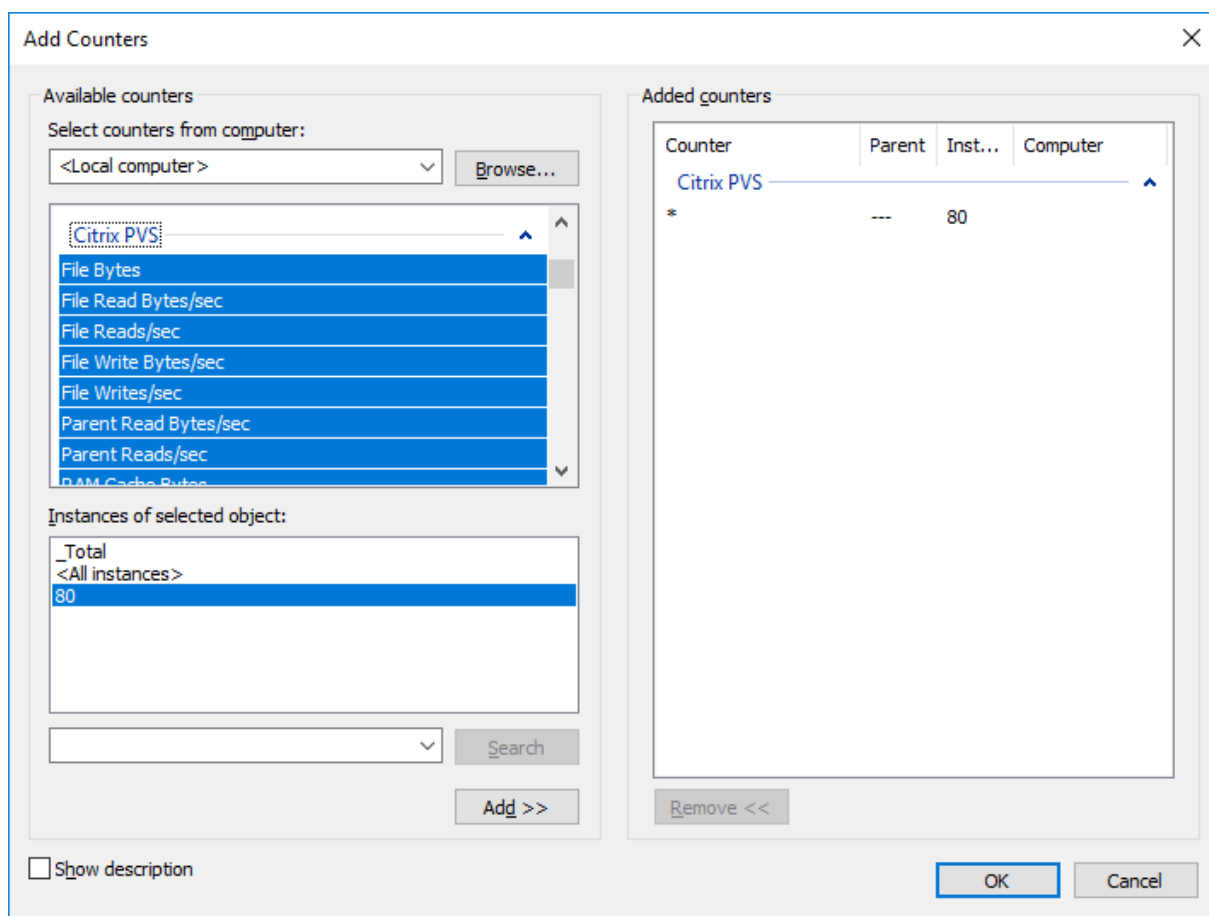 Add Counters
Available counters
Select counters from computer:
<Local computer>
Browse...
Citrix PVS
File Bytes
File Read Bytes/sec
File Reads/sec
File Write Bytes/sec
File Writes/sec
Parent Read Bytes/sec
Parent Reads/sec
RAM Cache Bytes
Instances of selected object:
_Total
<All instances>
80
Search
Add >>
Show description
Added counters
Counter Parent Inst... Computer
Citrix PVS
* --- 80
Remove <<
OK Cancel